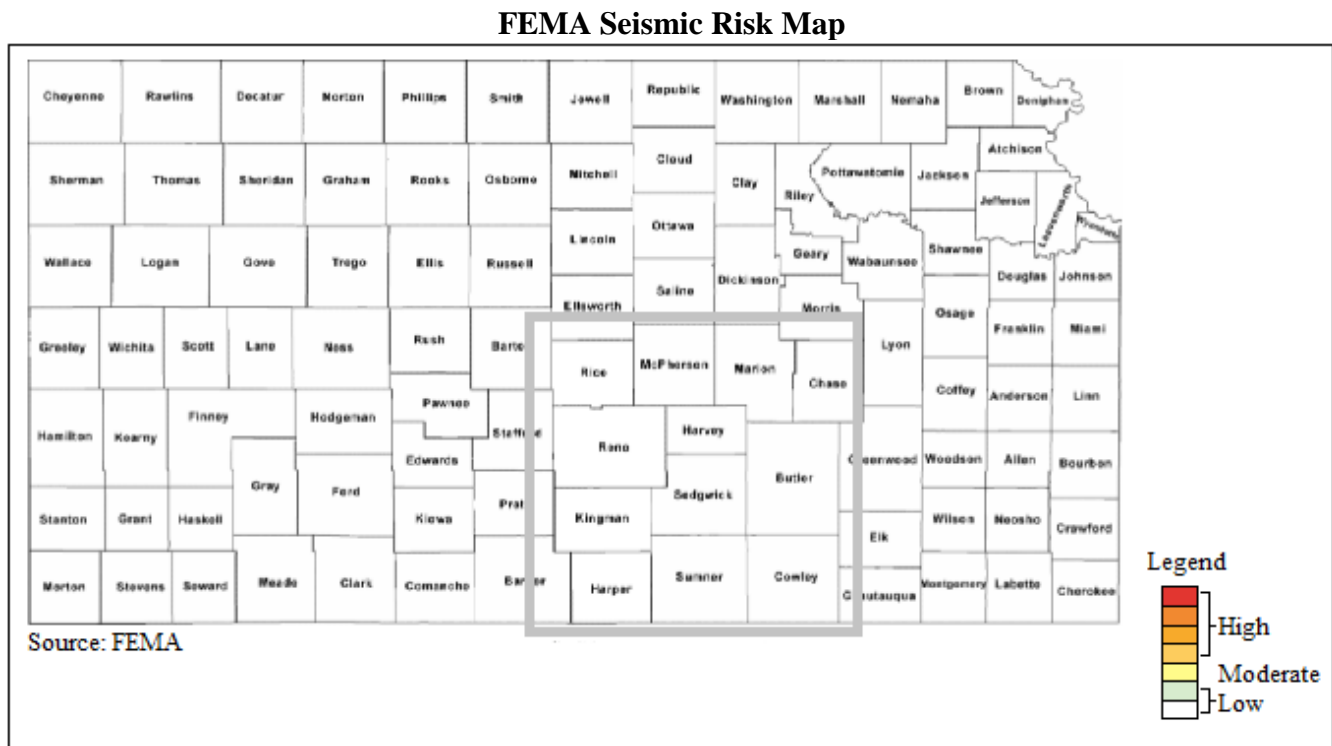 FEMA Seismic Risk Map
Cheyenne Rawlins Decatur Norton Phillips Smith Jewell Republic Washington Marshall Nemaha Brown Doniphan
Sherman Thomas Sheridan Graham Rooks Osborne Mitchell Cloud Clay Riley Pottawatomie Jackson Atchison
Jefferson Leavenworth Wyandotte
Lincoln Ottawa
Wallace Logan Gove Trego Ellis Russell Dickinson Geary Wabaunsee Shawnee Douglas Johnson
Ellsworth Saline Morris Osage
Greeley Wichita Scott Lane Ness Rush Barton Rice McPherson Marion Chase Lyon Franklin Miami
Hamilton Kearny Finney Hodgeman Pawnee Stafford Reno Harvey Coffey Anderson Linn
Gray Ford Edwards Sedgwick Butler Greenwood Woodson Allen Bourbon
Stanton Grant Haskell Kiowa Pratt Kingman Elk Wilson Neosho Crawford
Morton Stevens Seward Meade Clark Comanche Barber Harper Sumner Cowley Chautauqua Montgomery Labette Cherokee
Source: FEMA
Legend
High
Moderate
Low